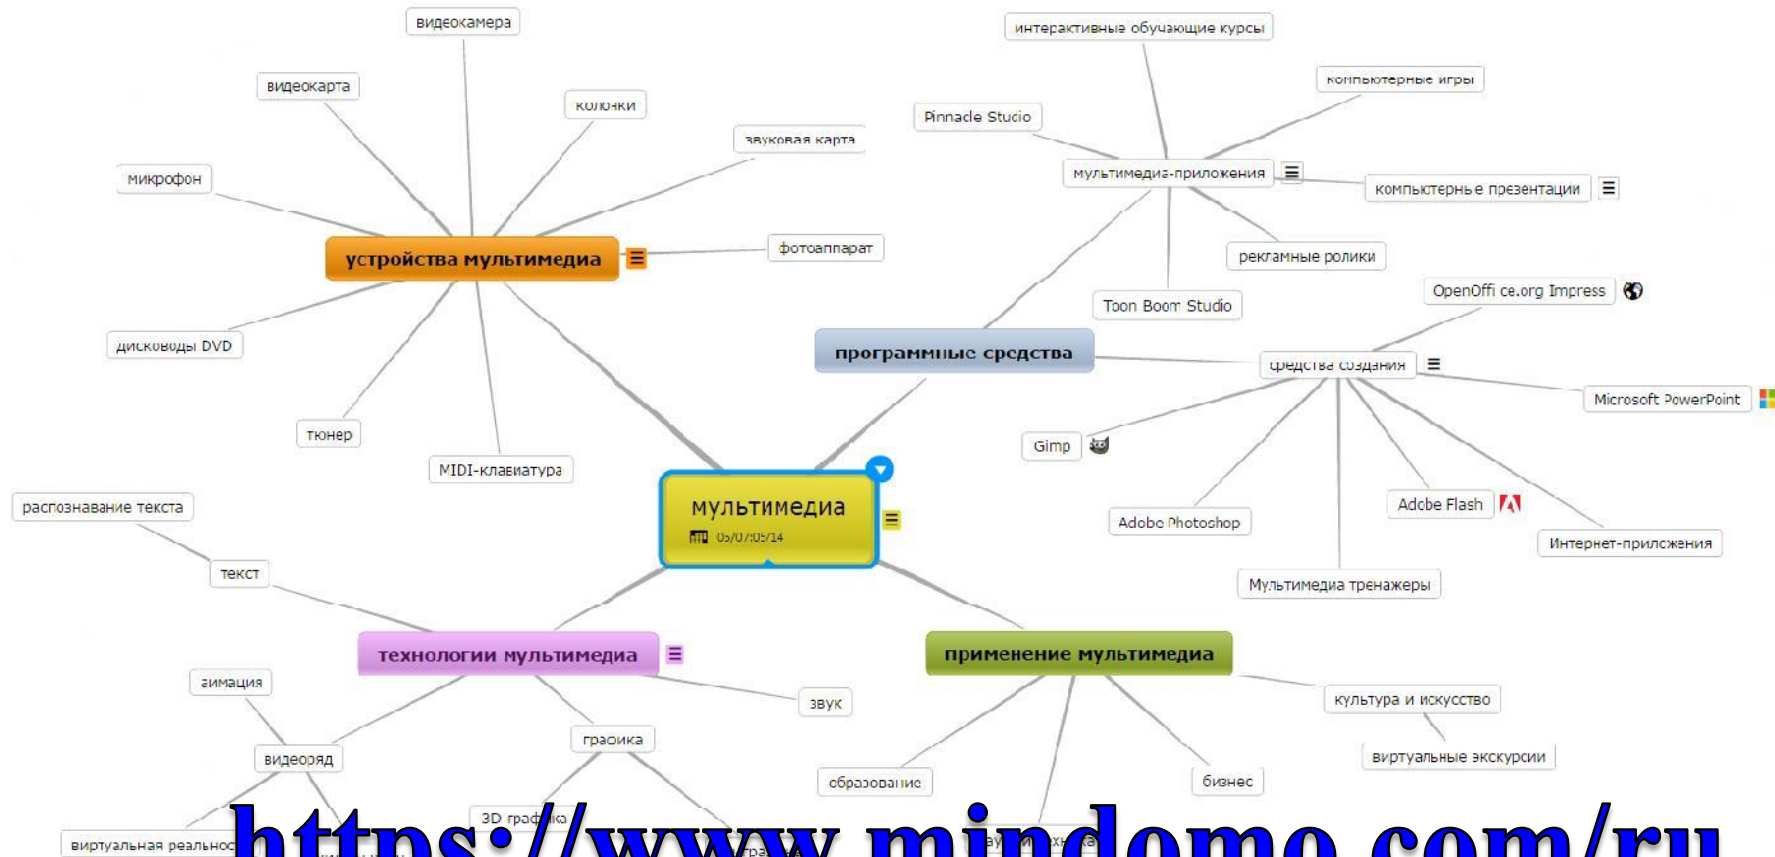 видеокамера
интерактивные обучающие курсы
видеокарта
компьютерные игры
колонки
Pinnacle Studio
звуковая карта
микрофон
мультимедиа-приложения
компьютерные презентации
устройства мультимедиа
фотоаппарат
рекламные ролики
OpenOffice.org Impress
Toon Boom Studio
дисководы DVD
программные средства
средства создания
Microsoft PowerPoint
тюнер
Gimp
MIDI-клавиатура
распознавание текста
мультимедиа
Adobe Flash
Adobe Photoshop
Интернет-приложения
текст
Мультимедиа тренажеры
технологии мультимедиа
применение мультимедиа
звук
культура и искусство
графика
видеоряд
виртуальные экскурсии
образование
бизнес
3D графика
виртуальная
https://www.mindomo.com/ru